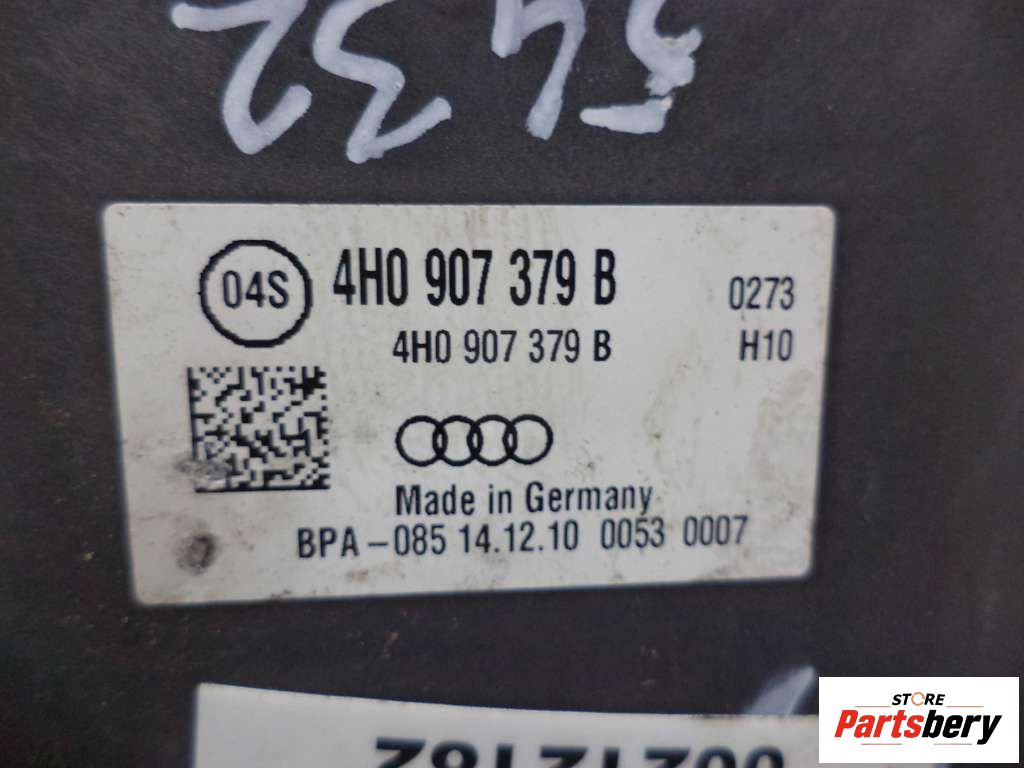 04S 4H0 907 379 B 0273
4H0 907 379 B H10
Made in Germany
BPA-085 14.12.10 0053 0007
STORE
Partsbery